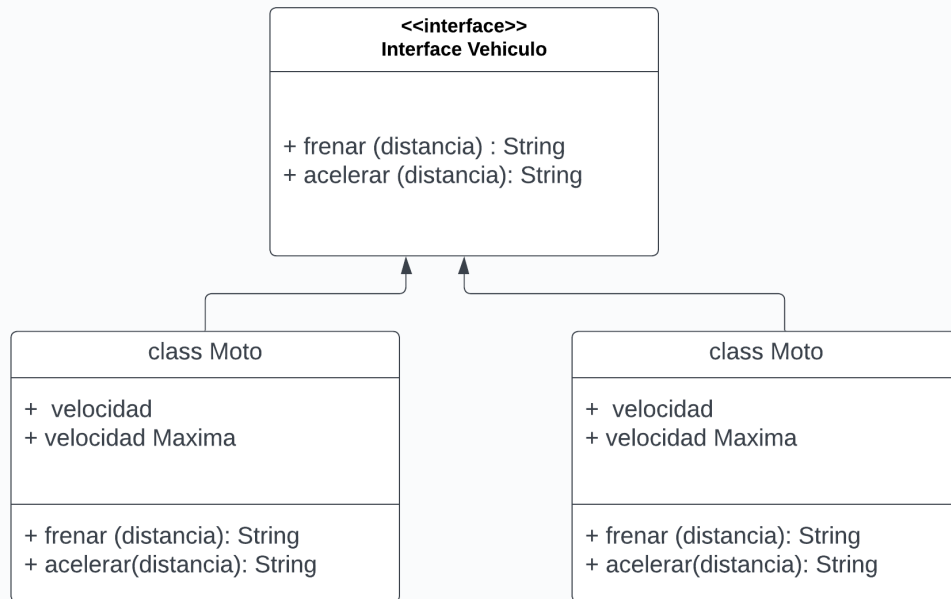 <<interface>>
Interface Vehiculo
+ frenar (distancia) : String
+ acelerar (distancia): String
class Moto
+  velocidad
+ velocidad Maxima
+ frenar (distancia): String
+ acelerar(distancia): String
class Moto
+  velocidad
+ velocidad Maxima
+ frenar (distancia): String
+ acelerar(distancia): String